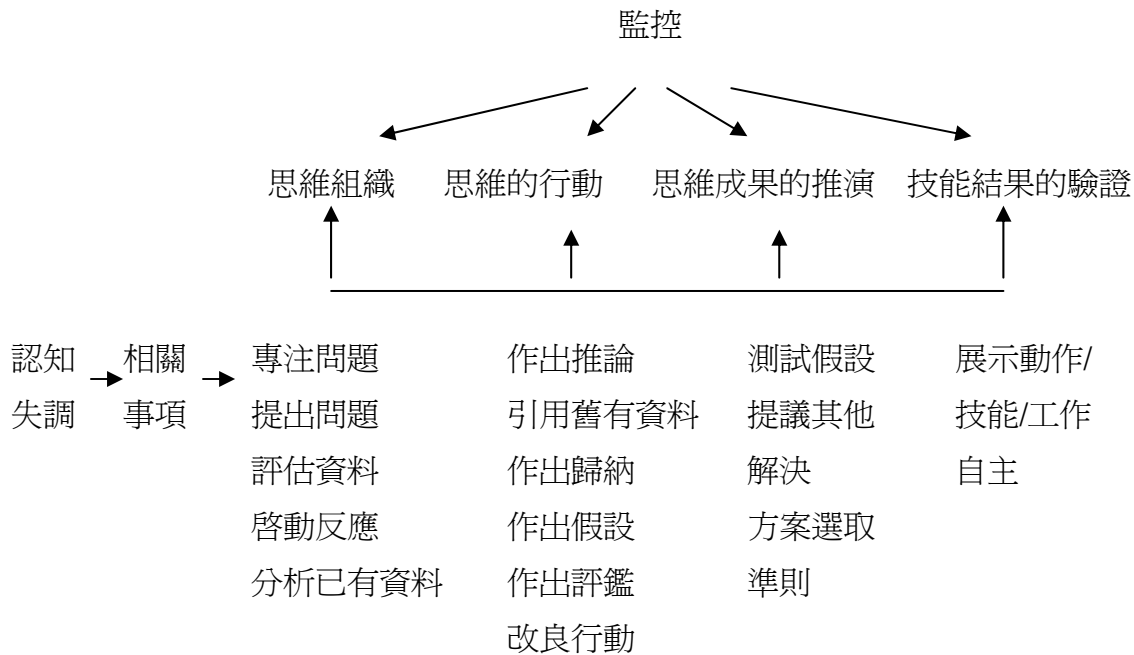 監控
思維組織 思維的行動 思維成果的推演 技能結果的驗證
認知 相關 專注問題 作出推論 測試假設 展示動作/
失調 事項 提出問題 引用舊有資料 提議其他 技能/工作
評估資料 作出歸納 解決 自主
啓動反應 作出假設 方案選取
分析已有資料 作出評鑑 準則
改良行動